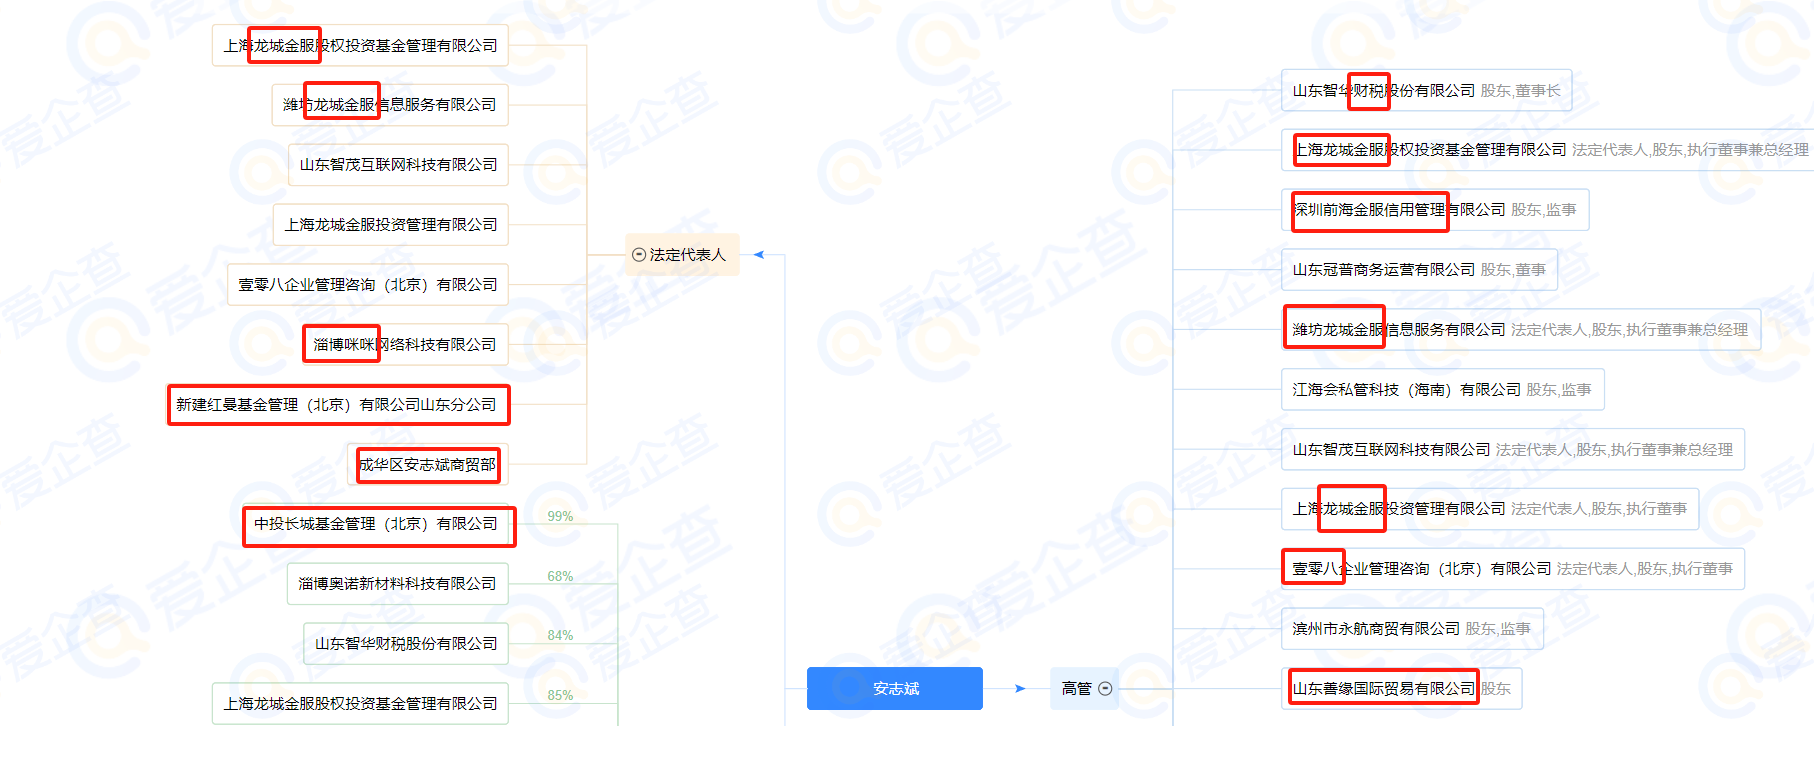 上海龙城金服股权投资基金管理有限公司
潍坊龙城金服信息服务有限公司
山东智茂互联网科技有限公司
上海龙城金服投资管理有限公司
壹零八企业管理咨询（北京）有限公司
淄博咪咪网络科技有限公司
新建红曼基金管理（北京）有限公司山东分公司
成华区安志斌商贸部
法定代表人
中投长城基金管理（北京）有限公司 99%
淄博奥诺新材料科技有限公司 68%
山东智华财税股份有限公司 84%
上海龙城金服股权投资基金管理有限公司 85%
安志斌
高管
山东智华财税股份有限公司 股东,董事长
上海龙城金服股权投资基金管理有限公司 法定代表人,股东,执行董事兼总经理
深圳前海金服信用管理有限公司 股东,监事
山东冠普商务运营有限公司 股东,董事
潍坊龙城金服信息服务有限公司 法定代表人,股东,执行董事兼总经理
江海会私管科技（海南）有限公司 股东,监事
山东智茂互联网科技有限公司 法定代表人,股东,执行董事兼总经理
上海龙城金服投资管理有限公司 法定代表人,股东,执行董事
壹零八企业管理咨询（北京）有限公司 法定代表人,股东,执行董事
滨州市永航商贸有限公司 股东,监事
山东善缘国际贸易有限公司 股东
爱企查